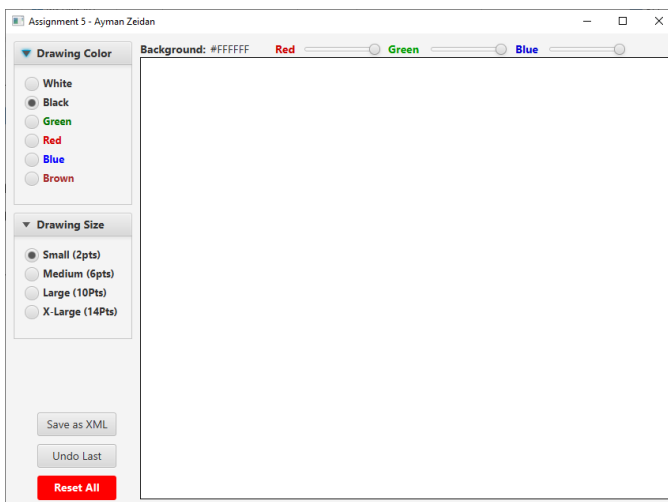 Assignment 5 - Ayman Zeidan
Drawing Color
Background: #FFFFFF Red Green Blue
White
Black
Green
Red
Blue
Brown
Drawing Size
Small (2pts)
Medium (6pts)
Large (10Pts)
X-Large (14Pts)
Save as XML
Undo Last
Reset All